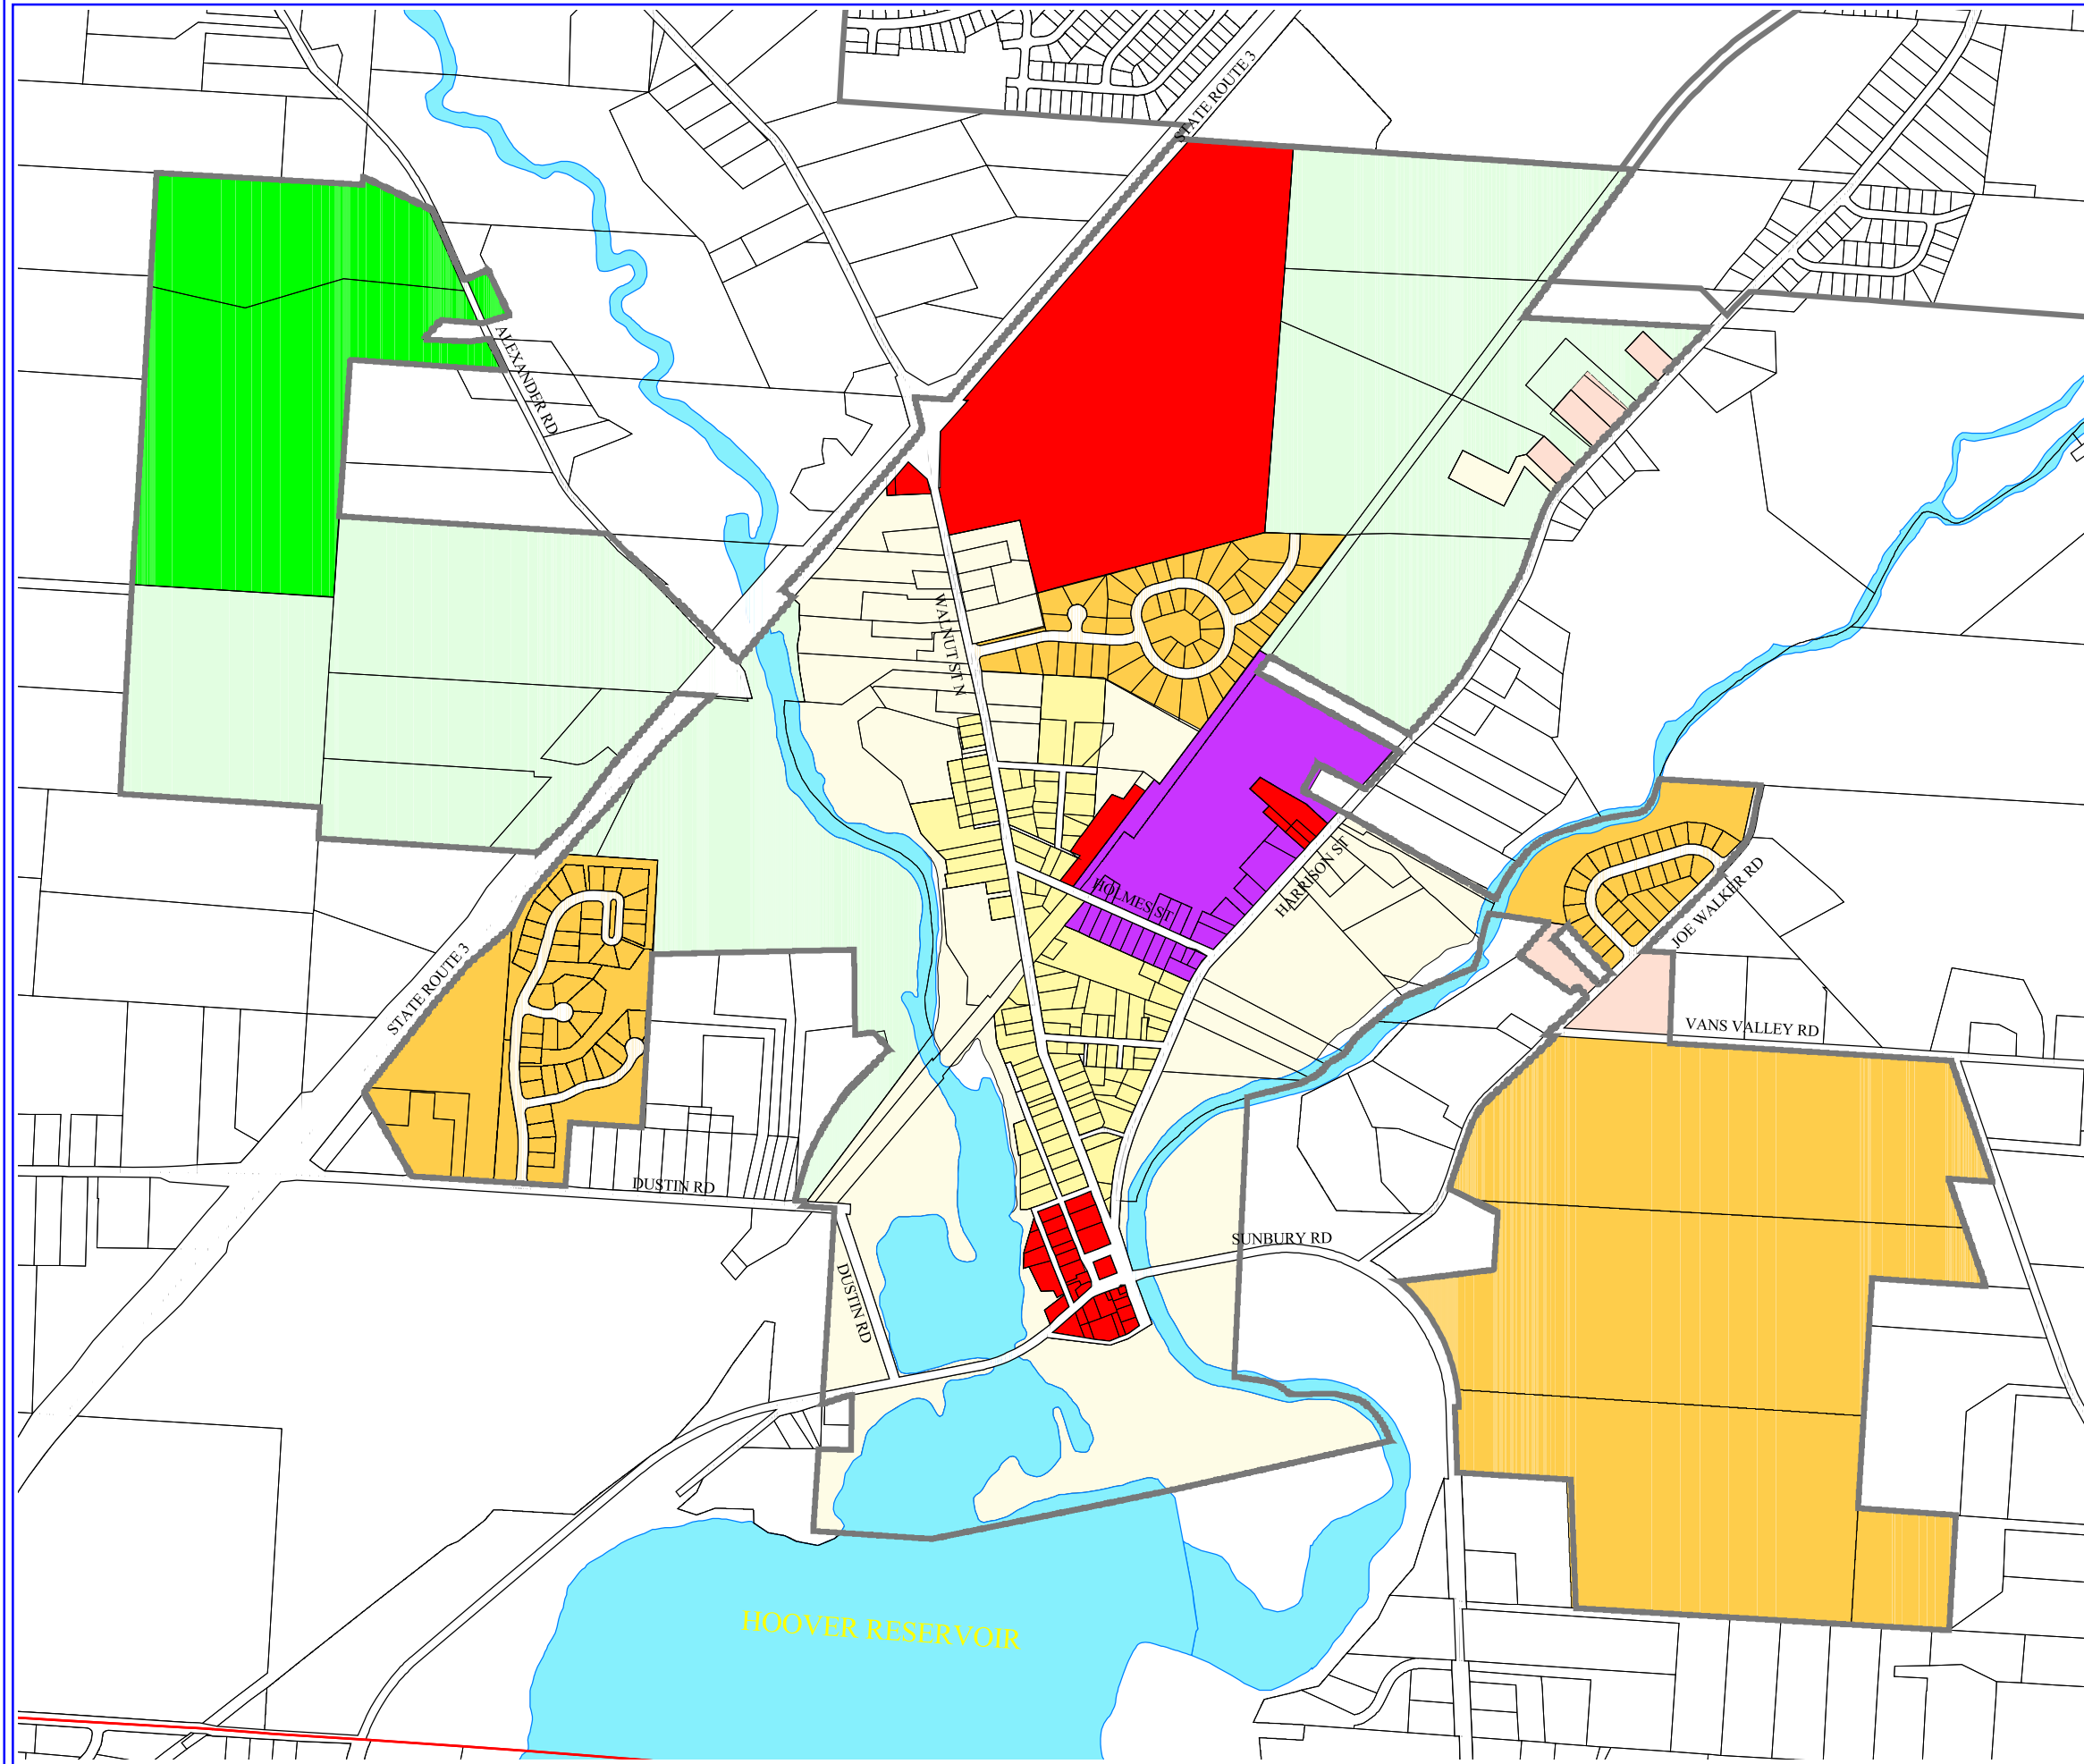 STATE ROUTE 3
ALEXANDER RD
WALNUT ST N
HOLMES ST
HARRISON ST
JOE WALKER RD
STATE ROUTE 3
VANS VALLEY RD
DUSTIN RD
SUNBURY RD
DUSTIN RD
HOOVER RESERVOIR